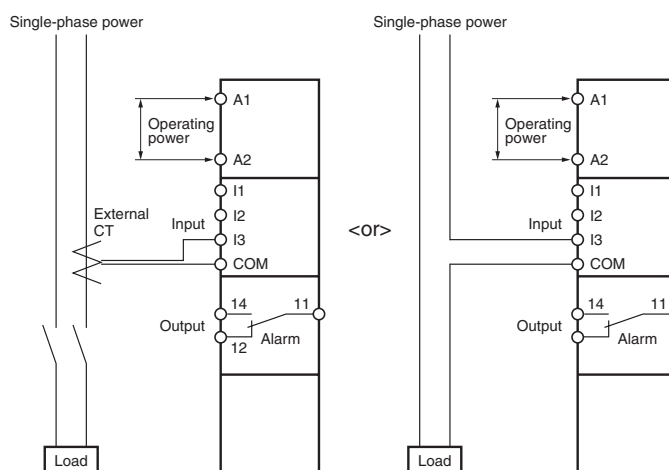 Single-phase power
A1
Operating
power
A2
I1
I2
External
CT
Input
I3
COM
14
11
Output
Alarm
12
Load
<or>
Single-phase power
A1
Operating
power
A2
I1
I2
Input
I3
COM
14
11
Output
Alarm
12
Load